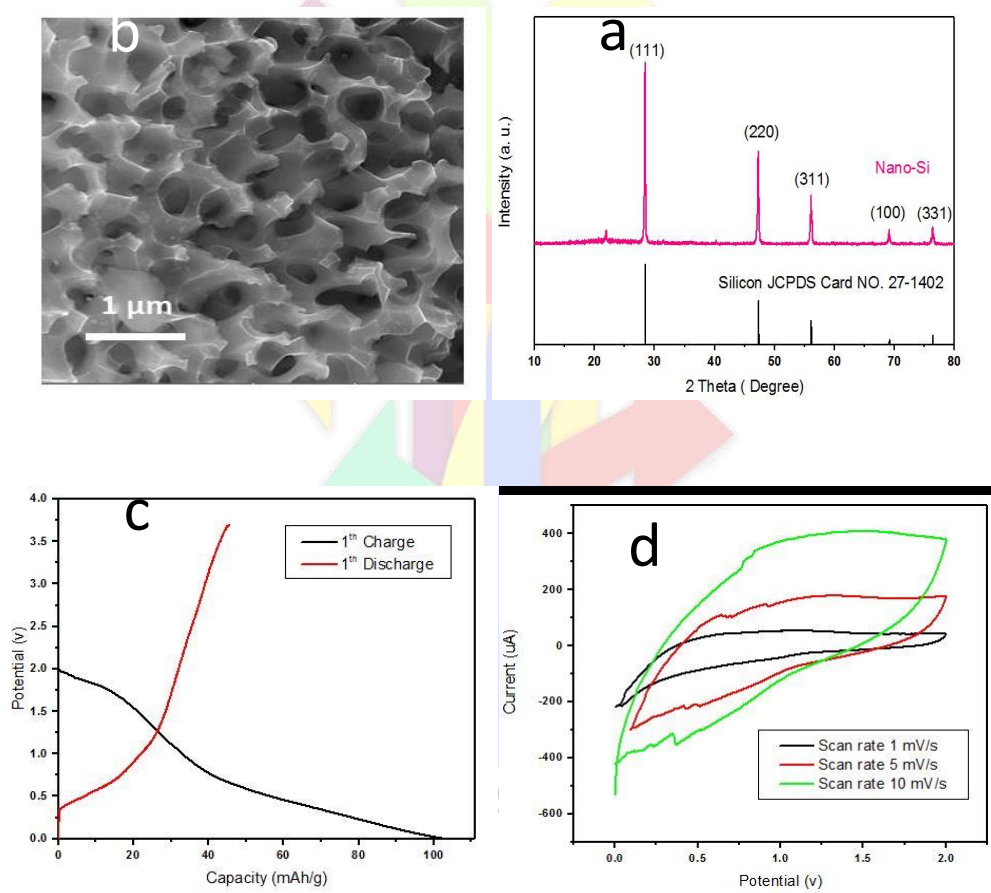 b
1 µm
a
(111)
(220)
(311)
(100)
(331)
Nano-Si
Silicon JCPDS Card NO. 27-1402
Intensity (a. u.)
10 20 30 40 50 60 70 80
2 Theta ( Degree)
c
4.0
3.5
3.0
2.5
2.0
1.5
1.0
0.5
0.0
Potential (v)
1th Charge
1th Discharge
0 20 40 60 80 100
Capacity (mAh/g)
d
400
200
0
-200
-400
-600
Current (uA)
Scan rate 1 mV/s
Scan rate 5 mV/s
Scan rate 10 mV/s
0.0 0.5 1.0 1.5 2.0
Potential (v)